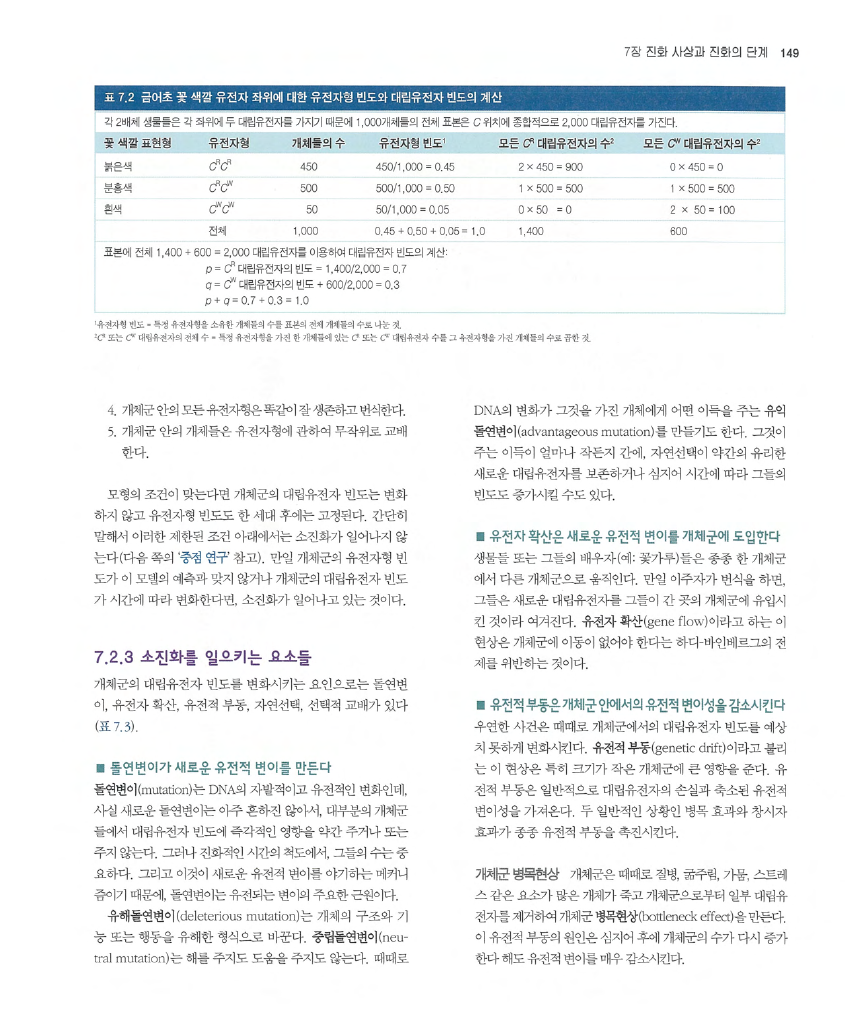 7장 진화 사상과 진화의 단계 149
표 7.2 금어초 꽃 색깔 유전자 좌위에 대한 유전자형 빈도와 대립유전자 빈도의 계산
각 2배체 생물들은 각 좌위에 두 대립유전자를 가지기 때문에 1,000개체들의 전체 표본은 C 위치에 종합적으로 2,000 대립유전자를 가진다.
꽃 색깔 표현형 유전자형 개체들의 수 유전자형 빈도¹ 모든 Cᴿ 대립유전자의 수² 모든 Cᵂ 대립유전자의 수²
붉은색 CᴿCᴿ 450 450/1,000 = 0.45 2 × 450 = 900 0 × 450 = 0
분홍색 CᴿCᵂ 500 500/1,000 = 0.50 1 × 500 = 500 1 × 500 = 500
흰색 CᵂCᵂ 50 50/1,000 = 0.05 0 × 50 = 0 2 × 50 = 100
전체 1,000 0.45 + 0.50 + 0.05 = 1.0 1,400 600
표본에 전체 1,400 + 600 = 2,000 대립유전자를 이용하여 대립유전자 빈도의 계산:
p = Cᴿ 대립유전자의 빈도 = 1,400/2,000 = 0.7
q = Cᵂ 대립유전자의 빈도 + 600/2,000 = 0.3
p + q = 0.7 + 0.3 = 1.0
¹유전자형 빈도 = 특정 유전자형을 소유한 개체들의 수를 표본의 전체 개체들의 수로 나눈 것.
²Cᴿ 또는 Cᵂ 대립유전자의 전체 수 = 특정 유전자형을 가진 한 개체들에 있는 Cᴿ 또는 Cᵂ 대립유전자 수를 그 유전자형을 가진 개체들의 수로 곱한 것.
4. 개체군 안의 모든 유전자형은 똑같이 잘 생존하고 번식한다.
5. 개체군 안의 개체들은 유전자형에 관하여 무작위로 교배
한다.
모형의 조건이 맞는다면 개체군의 대립유전자 빈도는 변화
하지 않고 유전자형 빈도도 한 세대 후에는 고정된다. 간단히
말해서 이러한 제한된 조건 아래에서는 소진화가 일어나지 않
는다(다음 쪽의 '중점 연구' 참고). 만일 개체군의 유전자형 빈
도가 이 모델의 예측과 맞지 않거나 개체군의 대립유전자 빈도
가 시간에 따라 변화한다면, 소진화가 일어나고 있는 것이다.
7.2.3 소진화를 일으키는 요소들
개체군의 대립유전자 빈도를 변화시키는 요인으로는 돌연변
이, 유전자 확산, 유전적 부동, 자연선택, 선택적 교배가 있다
(표 7.3).
■ 돌연변이가 새로운 유전적 변이를 만든다
돌연변이(mutation)는 DNA의 자발적이고 유전적인 변화인데,
사실 새로운 돌연변이는 아주 흔하진 않아서, 대부분의 개체군
들에서 대립유전자 빈도에 즉각적인 영향을 약간 주거나 또는
주지 않는다. 그러나 진화적인 시간의 척도에서, 그들의 수는 중
요하다. 그리고 이것이 새로운 유전적 변이를 야기하는 메커니
즘이기 때문에, 돌연변이는 유전되는 변이의 주요한 근원이다.
유해돌연변이(deleterious mutation)는 개체의 구조와 기
능 또는 행동을 유해한 형식으로 바꾼다. 중립돌연변이(neu-
tral mutation)는 해를 주지도 도움을 주지도 않는다. 때때로
DNA의 변화가 그것을 가진 개체에게 어떤 이득을 주는 유익
돌연변이(advantageous mutation)를 만들기도 한다. 그것이
주는 이득이 얼마나 작든지 간에, 자연선택이 약간의 유리한
새로운 대립유전자를 보존하거나 심지어 시간에 따라 그들의
빈도도 증가시킬 수도 있다.
■ 유전자 확산은 새로운 유전적 변이를 개체군에 도입한다
생물들 또는 그들의 배우자(예: 꽃가루)들은 종종 한 개체군
에서 다른 개체군으로 움직인다. 만일 이주자가 번식을 하면,
그들은 새로운 대립유전자를 그들이 간 곳의 개체군에 유입시
킨 것이라 여겨진다. 유전자 확산(gene flow)이라고 하는 이
현상은 개체군에 이동이 없어야 한다는 하디-바인베르그의 전
제를 위반하는 것이다.
■ 유전적 부동은 개체군 안에서의 유전적 변이성을 감소시킨다
우연한 사건은 때때로 개체군에서의 대립유전자 빈도를 예상
치 못하게 변화시킨다. 유전적 부동(genetic drift)이라고 불리
는 이 현상은 특히 크기가 작은 개체군에 큰 영향을 준다. 유
전적 부동은 일반적으로 대립유전자의 손실과 축소된 유전적
변이성을 가져온다. 두 일반적인 상황인 병목 효과와 창시자
효과가 종종 유전적 부동을 촉진시킨다.
개체군 병목현상 개체군은 때때로 질병, 굶주림, 가뭄, 스트레
스 같은 요소가 많은 개체가 죽고 개체군으로부터 일부 대립유
전자를 제거하여 개체군 병목현상(bottleneck effect)을 만든다.
이 유전적 부동의 원인은 심지어 후에 개체군의 수가 다시 증가
한다 해도 유전적 변이를 매우 감소시킨다.